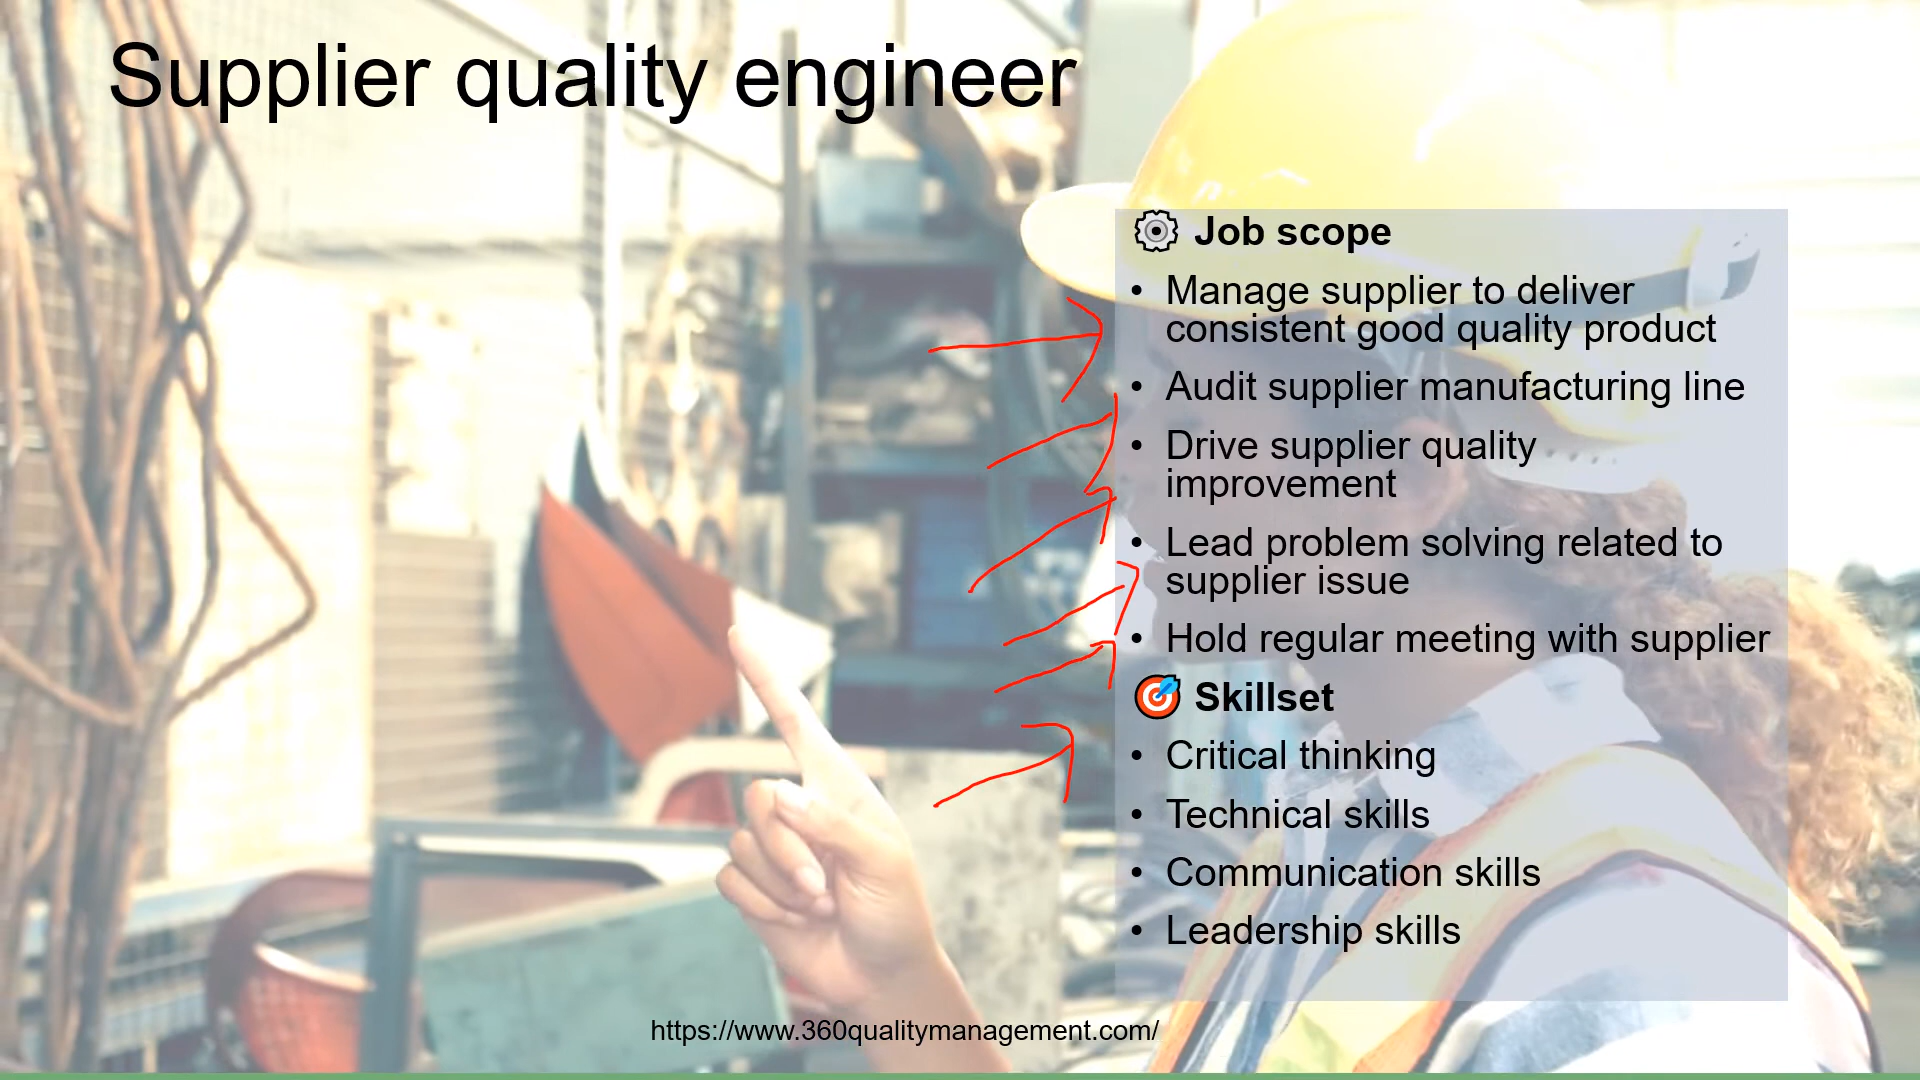 Supplier quality engineer
Job scope
• Manage supplier to deliver
consistent good quality product
• Audit supplier manufacturing line
• Drive supplier quality
improvement
• Lead problem solving related to
supplier issue
• Hold regular meeting with supplier
Skillset
• Critical thinking
• Technical skills
• Communication skills
• Leadership skills
https://www.360qualitymanagement.com/